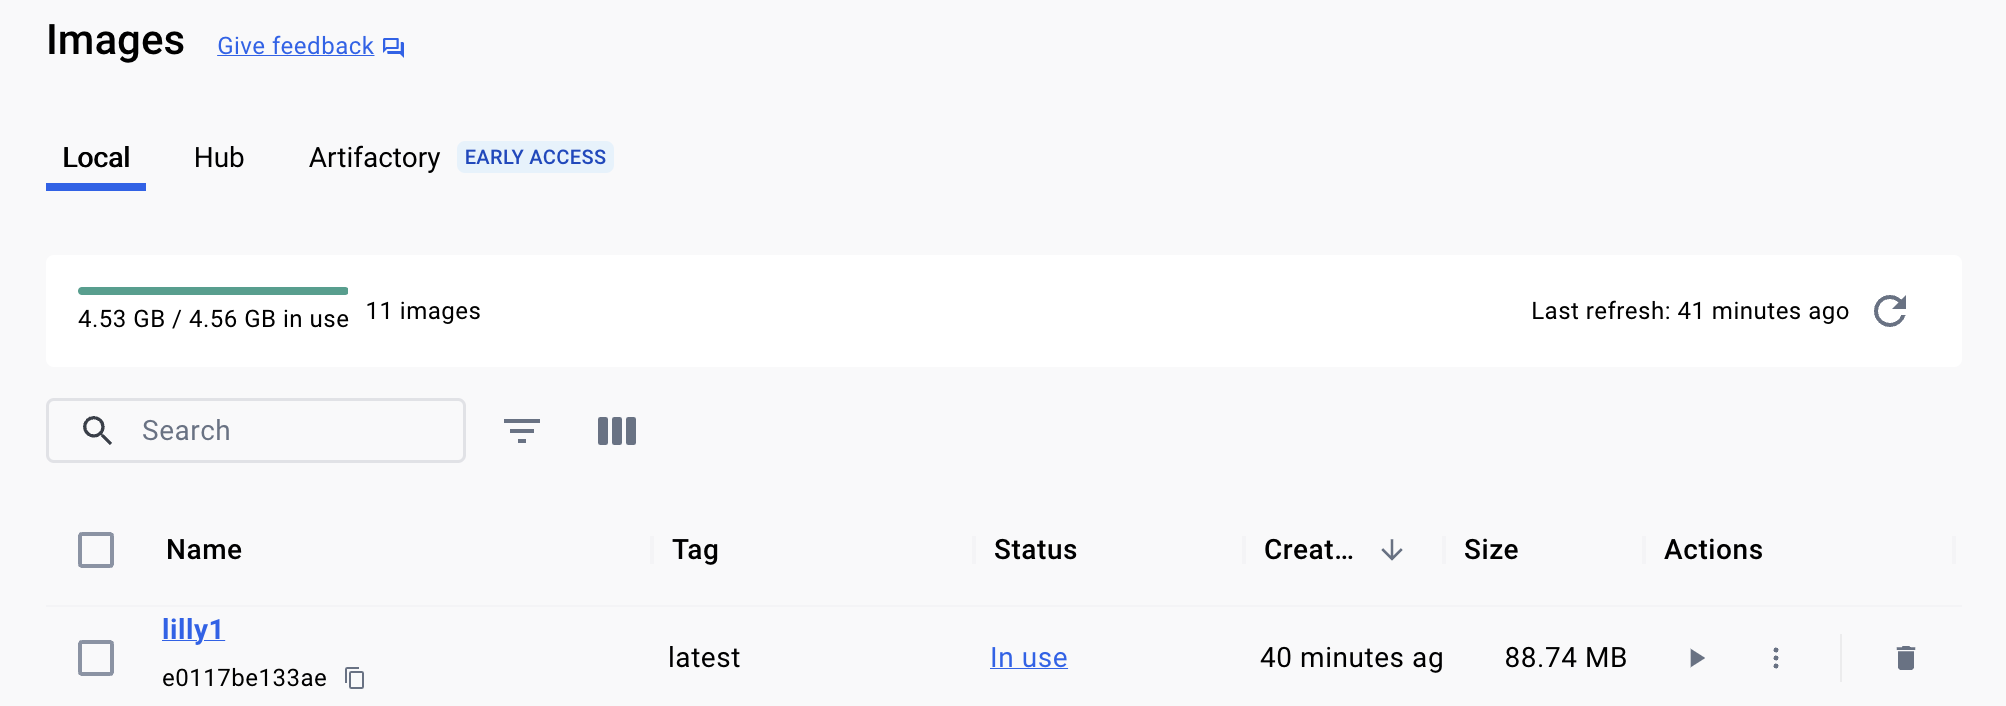 Images Give feedback
Local Hub Artifactory EARLY ACCESS
4.53 GB / 4.56 GB in use 11 images Last refresh: 41 minutes ago
Search
Name Tag Status Creat... Size Actions
lilly1
e0117be133ae latest In use 40 minutes ag 88.74 MB